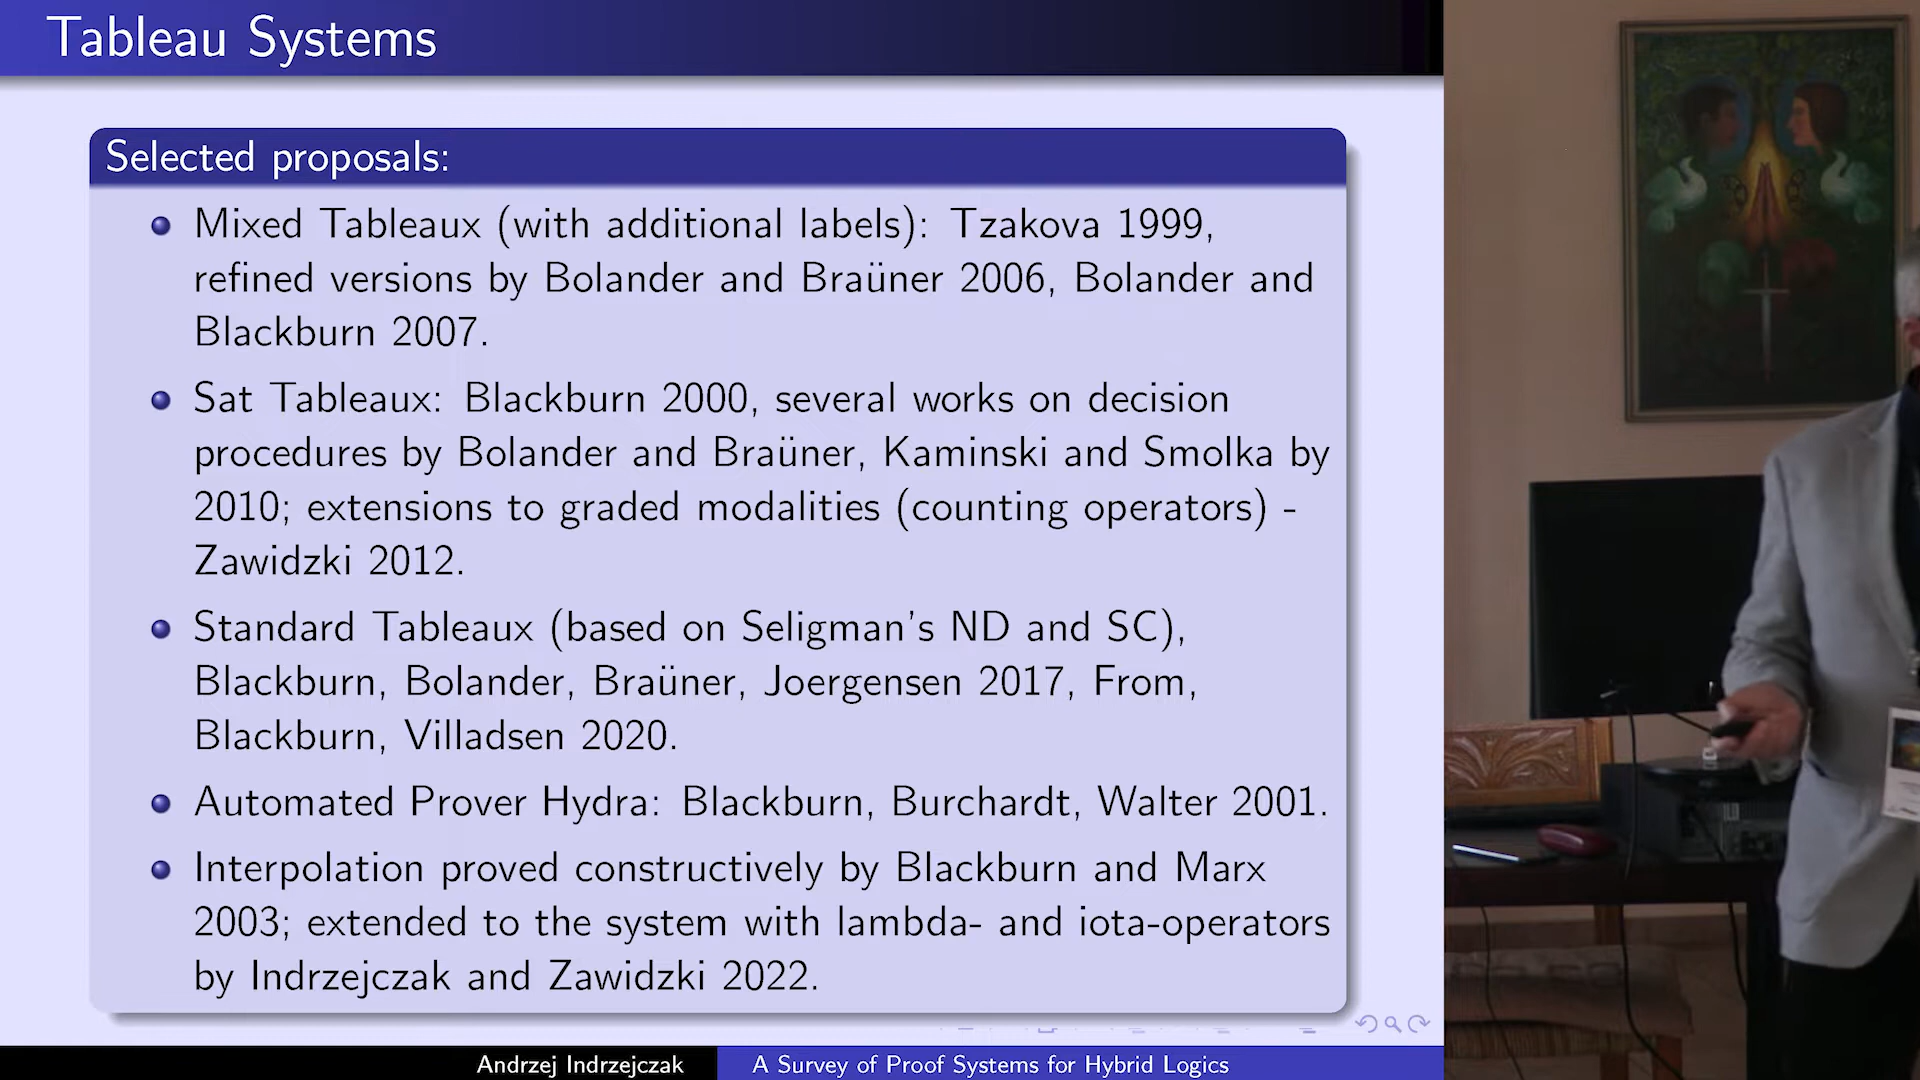 Tableau Systems
Selected proposals:
Mixed Tableaux (with additional labels): Tzakova 1999,
refined versions by Bolander and Braüner 2006, Bolander and
Blackburn 2007.
Sat Tableaux: Blackburn 2000, several works on decision
procedures by Bolander and Braüner, Kaminski and Smolka by
2010; extensions to graded modalities (counting operators) -
Zawidzki 2012.
Standard Tableaux (based on Seligman's ND and SC),
Blackburn, Bolander, Braüner, Joergensen 2017, From,
Blackburn, Villadsen 2020.
Automated Prover Hydra: Blackburn, Burchardt, Walter 2001.
Interpolation proved constructively by Blackburn and Marx
2003; extended to the system with lambda- and iota-operators
by Indrzejczak and Zawidzki 2022.
Andrzej Indrzejczak A Survey of Proof Systems for Hybrid Logics